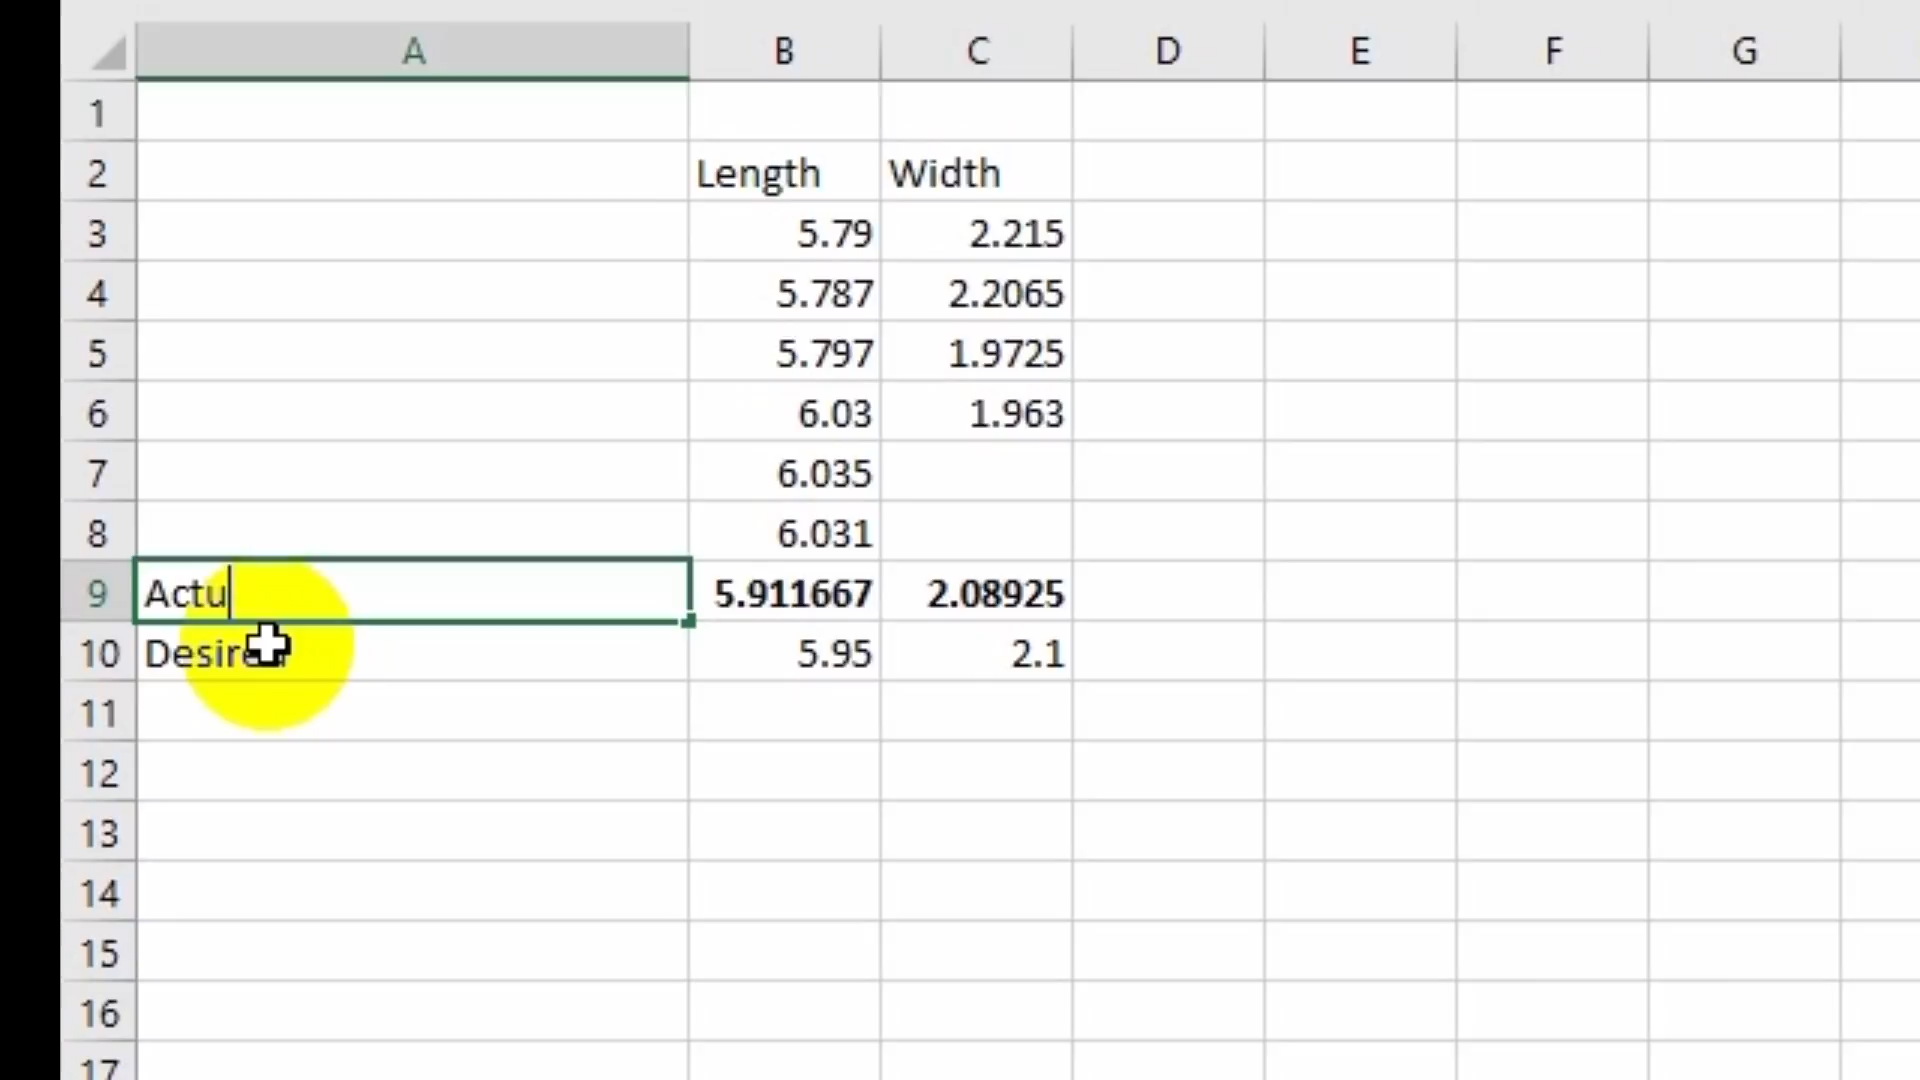 A B C D E F G
1
2 Length Width
3 5.79 2.215
4 5.787 2.2065
5 5.797 1.9725
6 6.03 1.963
7 6.035
8 6.031
9 Actu 5.911667 2.08925
10 5.95 2.1
11
12
13
14
15
16
17